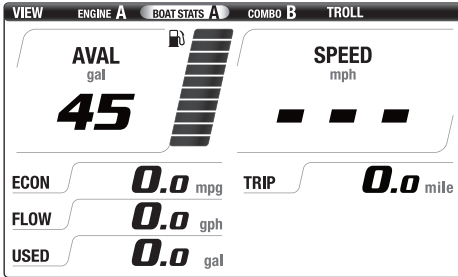 VIEW ENGINE A BOAT STATS A COMBO B TROLL
AVAL
gal
45
SPEED
mph
- - -
ECON 0.0 mpg
TRIP 0.0 mile
FLOW 0.0 gph
USED 0.0 gal